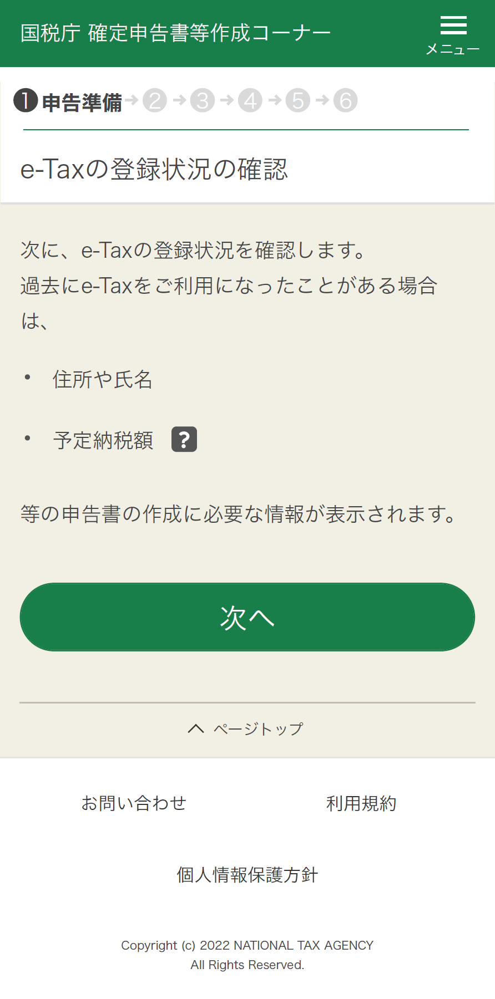 国税庁 確定申告書等作成コーナー
メニュー
1 申告準備 → 2 → 3 → 4 → 5 → 6
e-Taxの登録状況の確認
次に、e-Taxの登録状況を確認します。
過去にe-Taxをご利用になったことがある場合
は、
・ 住所や氏名
・ 予定納税額 ?
等の申告書の作成に必要な情報が表示されます。
次へ
ページトップ
お問い合わせ 利用規約
個人情報保護方針
Copyright (c) 2022 NATIONAL TAX AGENCY
All Rights Reserved.